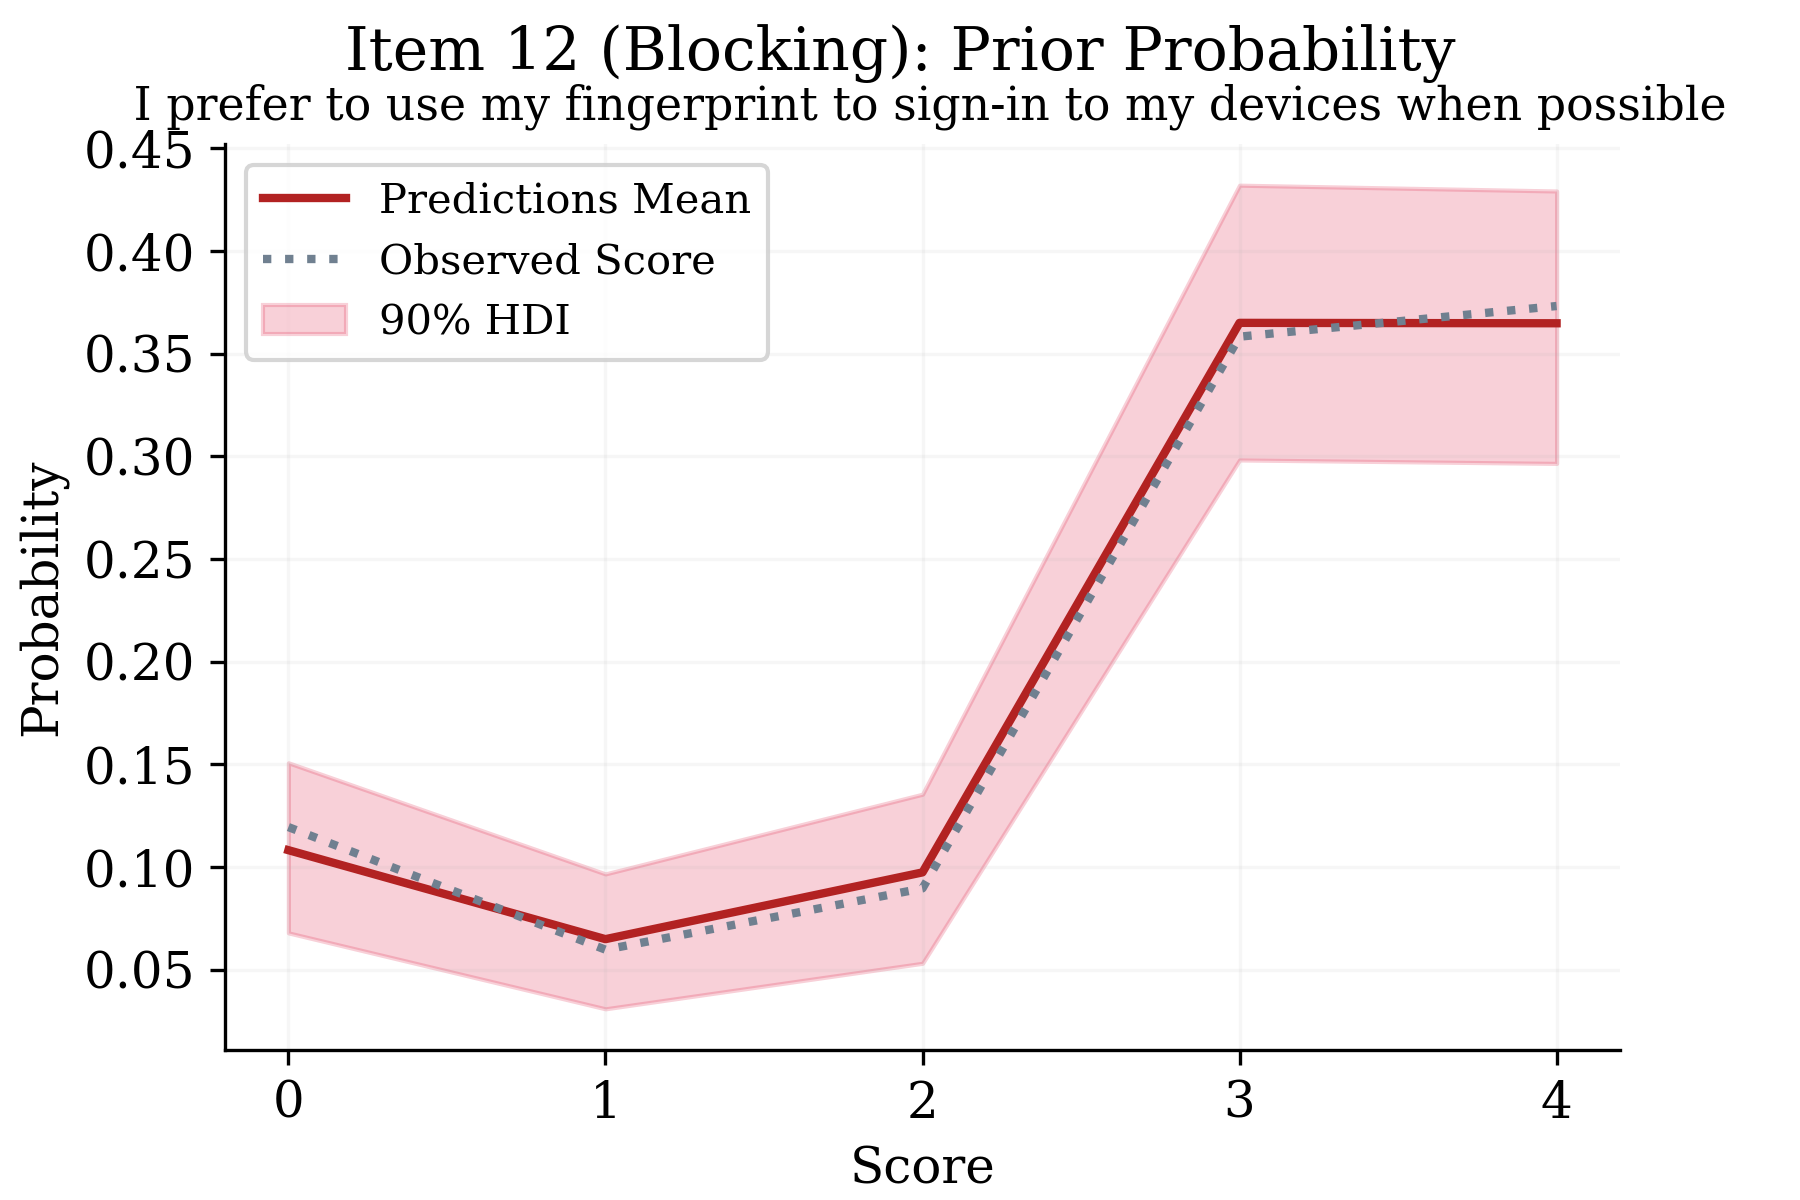 Item 12 (Blocking): Prior Probability
I prefer to use my fingerprint to sign-in to my devices when possible
Predictions Mean
Observed Score
90% HDI
Probability
0.45
0.40
0.35
0.30
0.25
0.20
0.15
0.10
0.05
0 1 2 3 4
Score